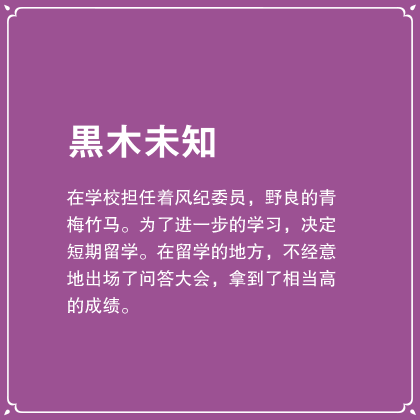 黒木未知
在学校担任着风纪委员，野良的青
梅竹马。为了进一步的学习，决定
短期留学。在留学的地方，不经意
地出场了问答大会，拿到了相当高
的成绩。